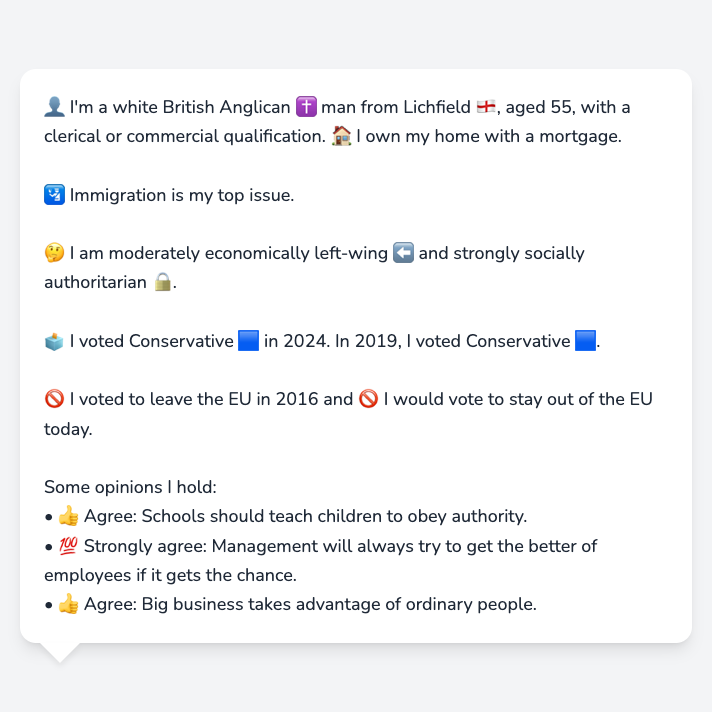 👤 I'm a white British Anglican ✝️ man from Lichfield 🏴󠁧󠁢󠁥󠁮󠁧󠁿, aged 55, with a
clerical or commercial qualification. 🏠 I own my home with a mortgage.
🛂 Immigration is my top issue.
🤔 I am moderately economically left-wing ⬅️ and strongly socially
authoritarian 🔒.
🗳️ I voted Conservative 🟦 in 2024. In 2019, I voted Conservative 🟦.
🚫 I voted to leave the EU in 2016 and 🚫 I would vote to stay out of the EU
today.
Some opinions I hold:
• 👍 Agree: Schools should teach children to obey authority.
• 💯 Strongly agree: Management will always try to get the better of
employees if it gets the chance.
• 👍 Agree: Big business takes advantage of ordinary people.